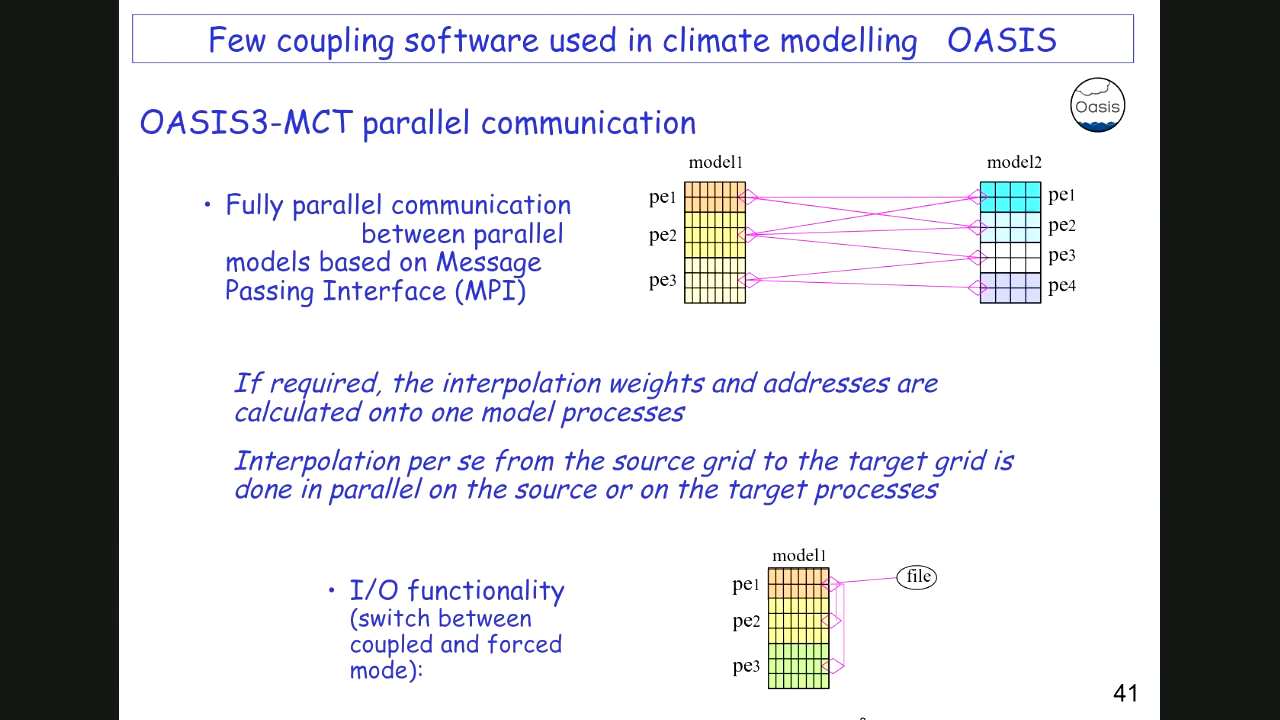 Few coupling software used in climate modelling OASIS
Oasis
OASIS3-MCT parallel communication
model1
model2
• Fully parallel communication
between parallel
models based on Message
Passing Interface (MPI)
pe1
pe2
pe3
pe1
pe2
pe3
pe4
If required, the interpolation weights and addresses are
calculated onto one model processes
Interpolation per se from the source grid to the target grid is
done in parallel on the source or on the target processes
model1
• I/O functionality
(switch between
coupled and forced
mode):
pe1
pe2
pe3
file
41